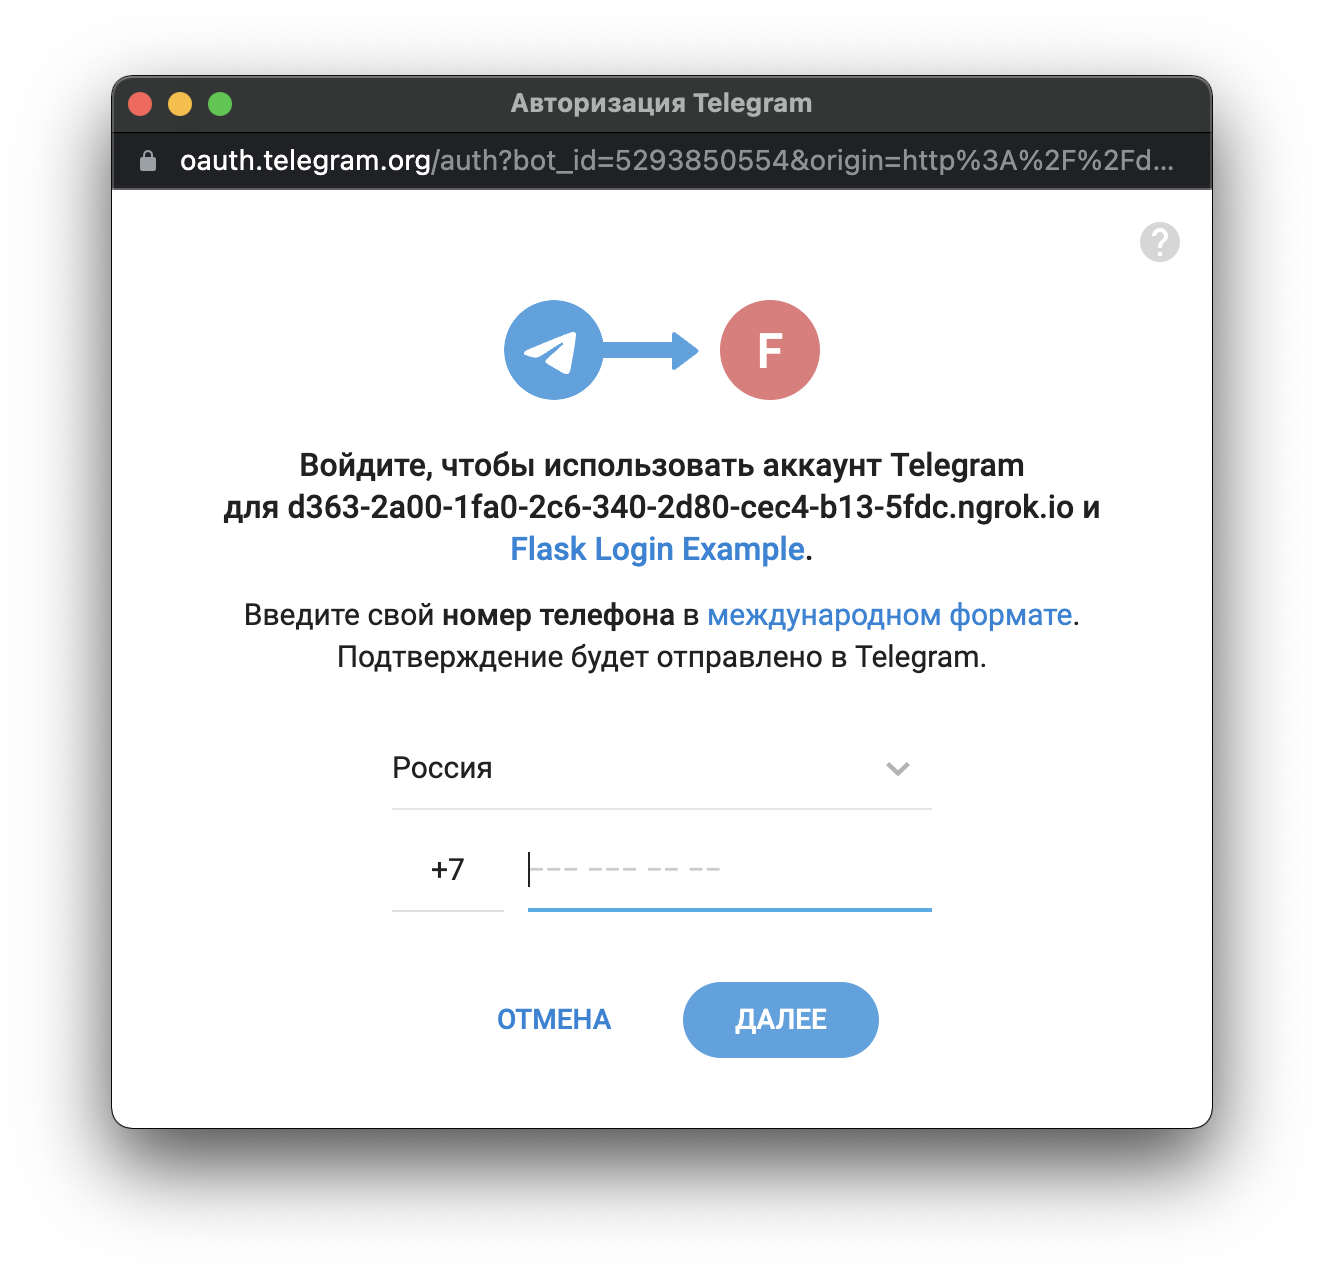 Авторизация Telegram
oauth.telegram.org/auth?bot_id=5293850554&origin=http%3A%2F%2Fd...
?
F
Войдите, чтобы использовать аккаунт Telegram
для d363-2a00-1fa0-2c6-340-2d80-cec4-b13-5fdc.ngrok.io и
Flask Login Example.
Введите свой номер телефона в международном формате.
Подтверждение будет отправлено в Telegram.
Россия
+7 --- --- -- --
ОТМЕНА ДАЛЕЕ